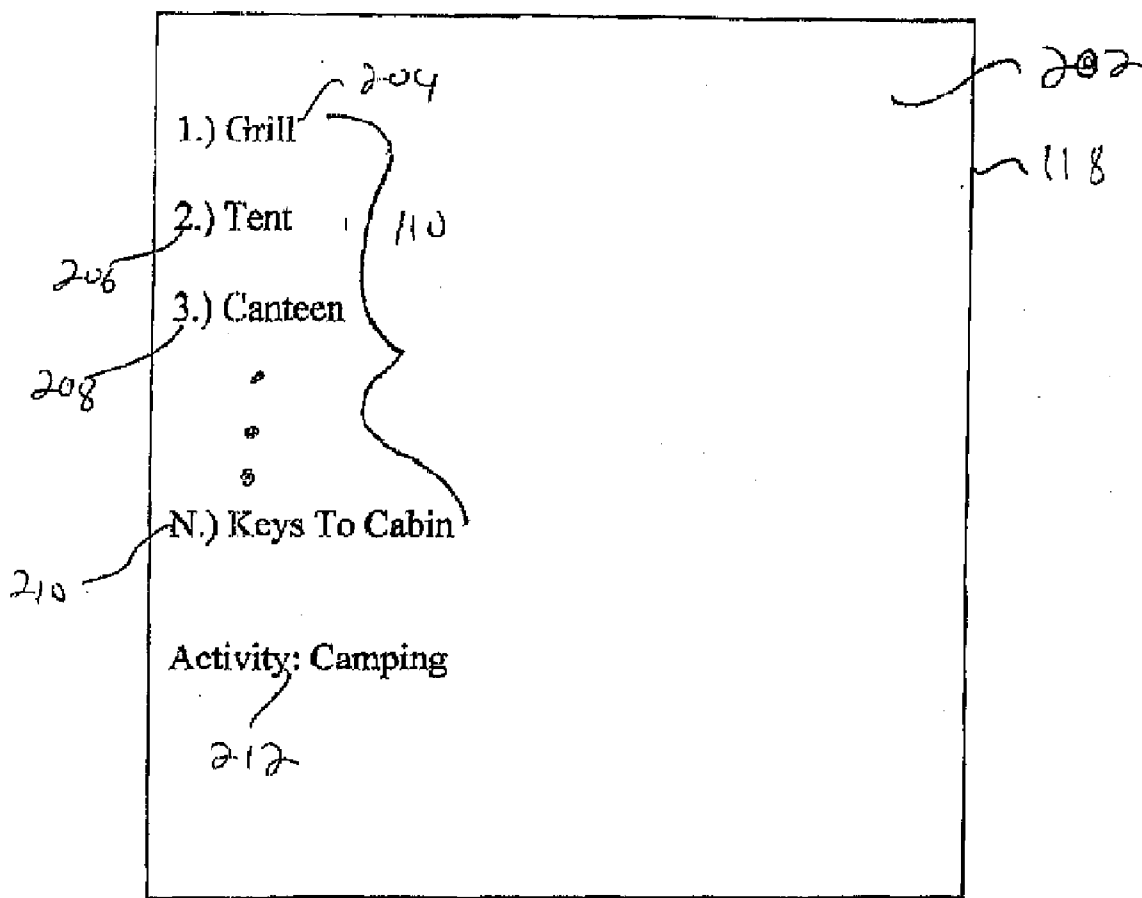 204
202
1.) Grill
118
2.) Tent
110
206
3.) Canteen
208
N.) Keys To Cabin
210
Activity: Camping
212